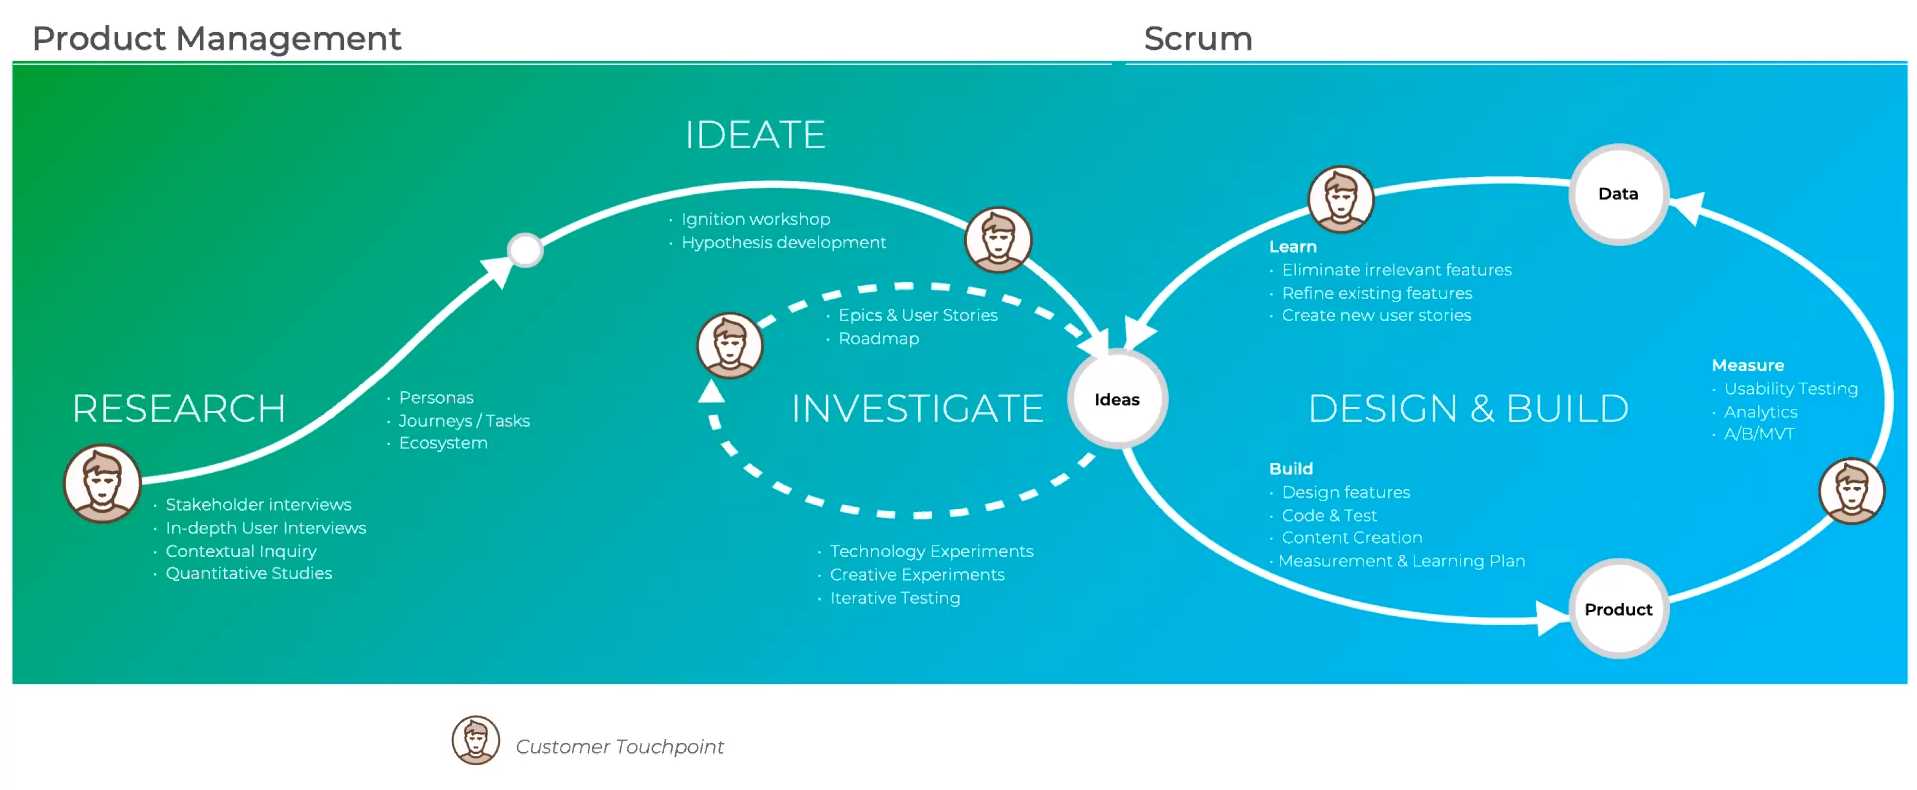 Product Management
Scrum
IDEATE
· Ignition workshop
· Hypothesis development
RESEARCH
· Personas
· Journeys / Tasks
· Ecosystem
· Stakeholder interviews
· In-depth User Interviews
· Contextual Inquiry
· Quantitative Studies
· Epics & User Stories
· Roadmap
INVESTIGATE
· Technology Experiments
· Creative Experiments
· Iterative Testing
Ideas
Data
Learn
· Eliminate irrelevant features
· Refine existing features
· Create new user stories
DESIGN & BUILD
Measure
· Usability Testing
· Analytics
· A/B/MVT
Build
· Design features
· Code & Test
· Content Creation
· Measurement & Learning Plan
Product
Customer Touchpoint